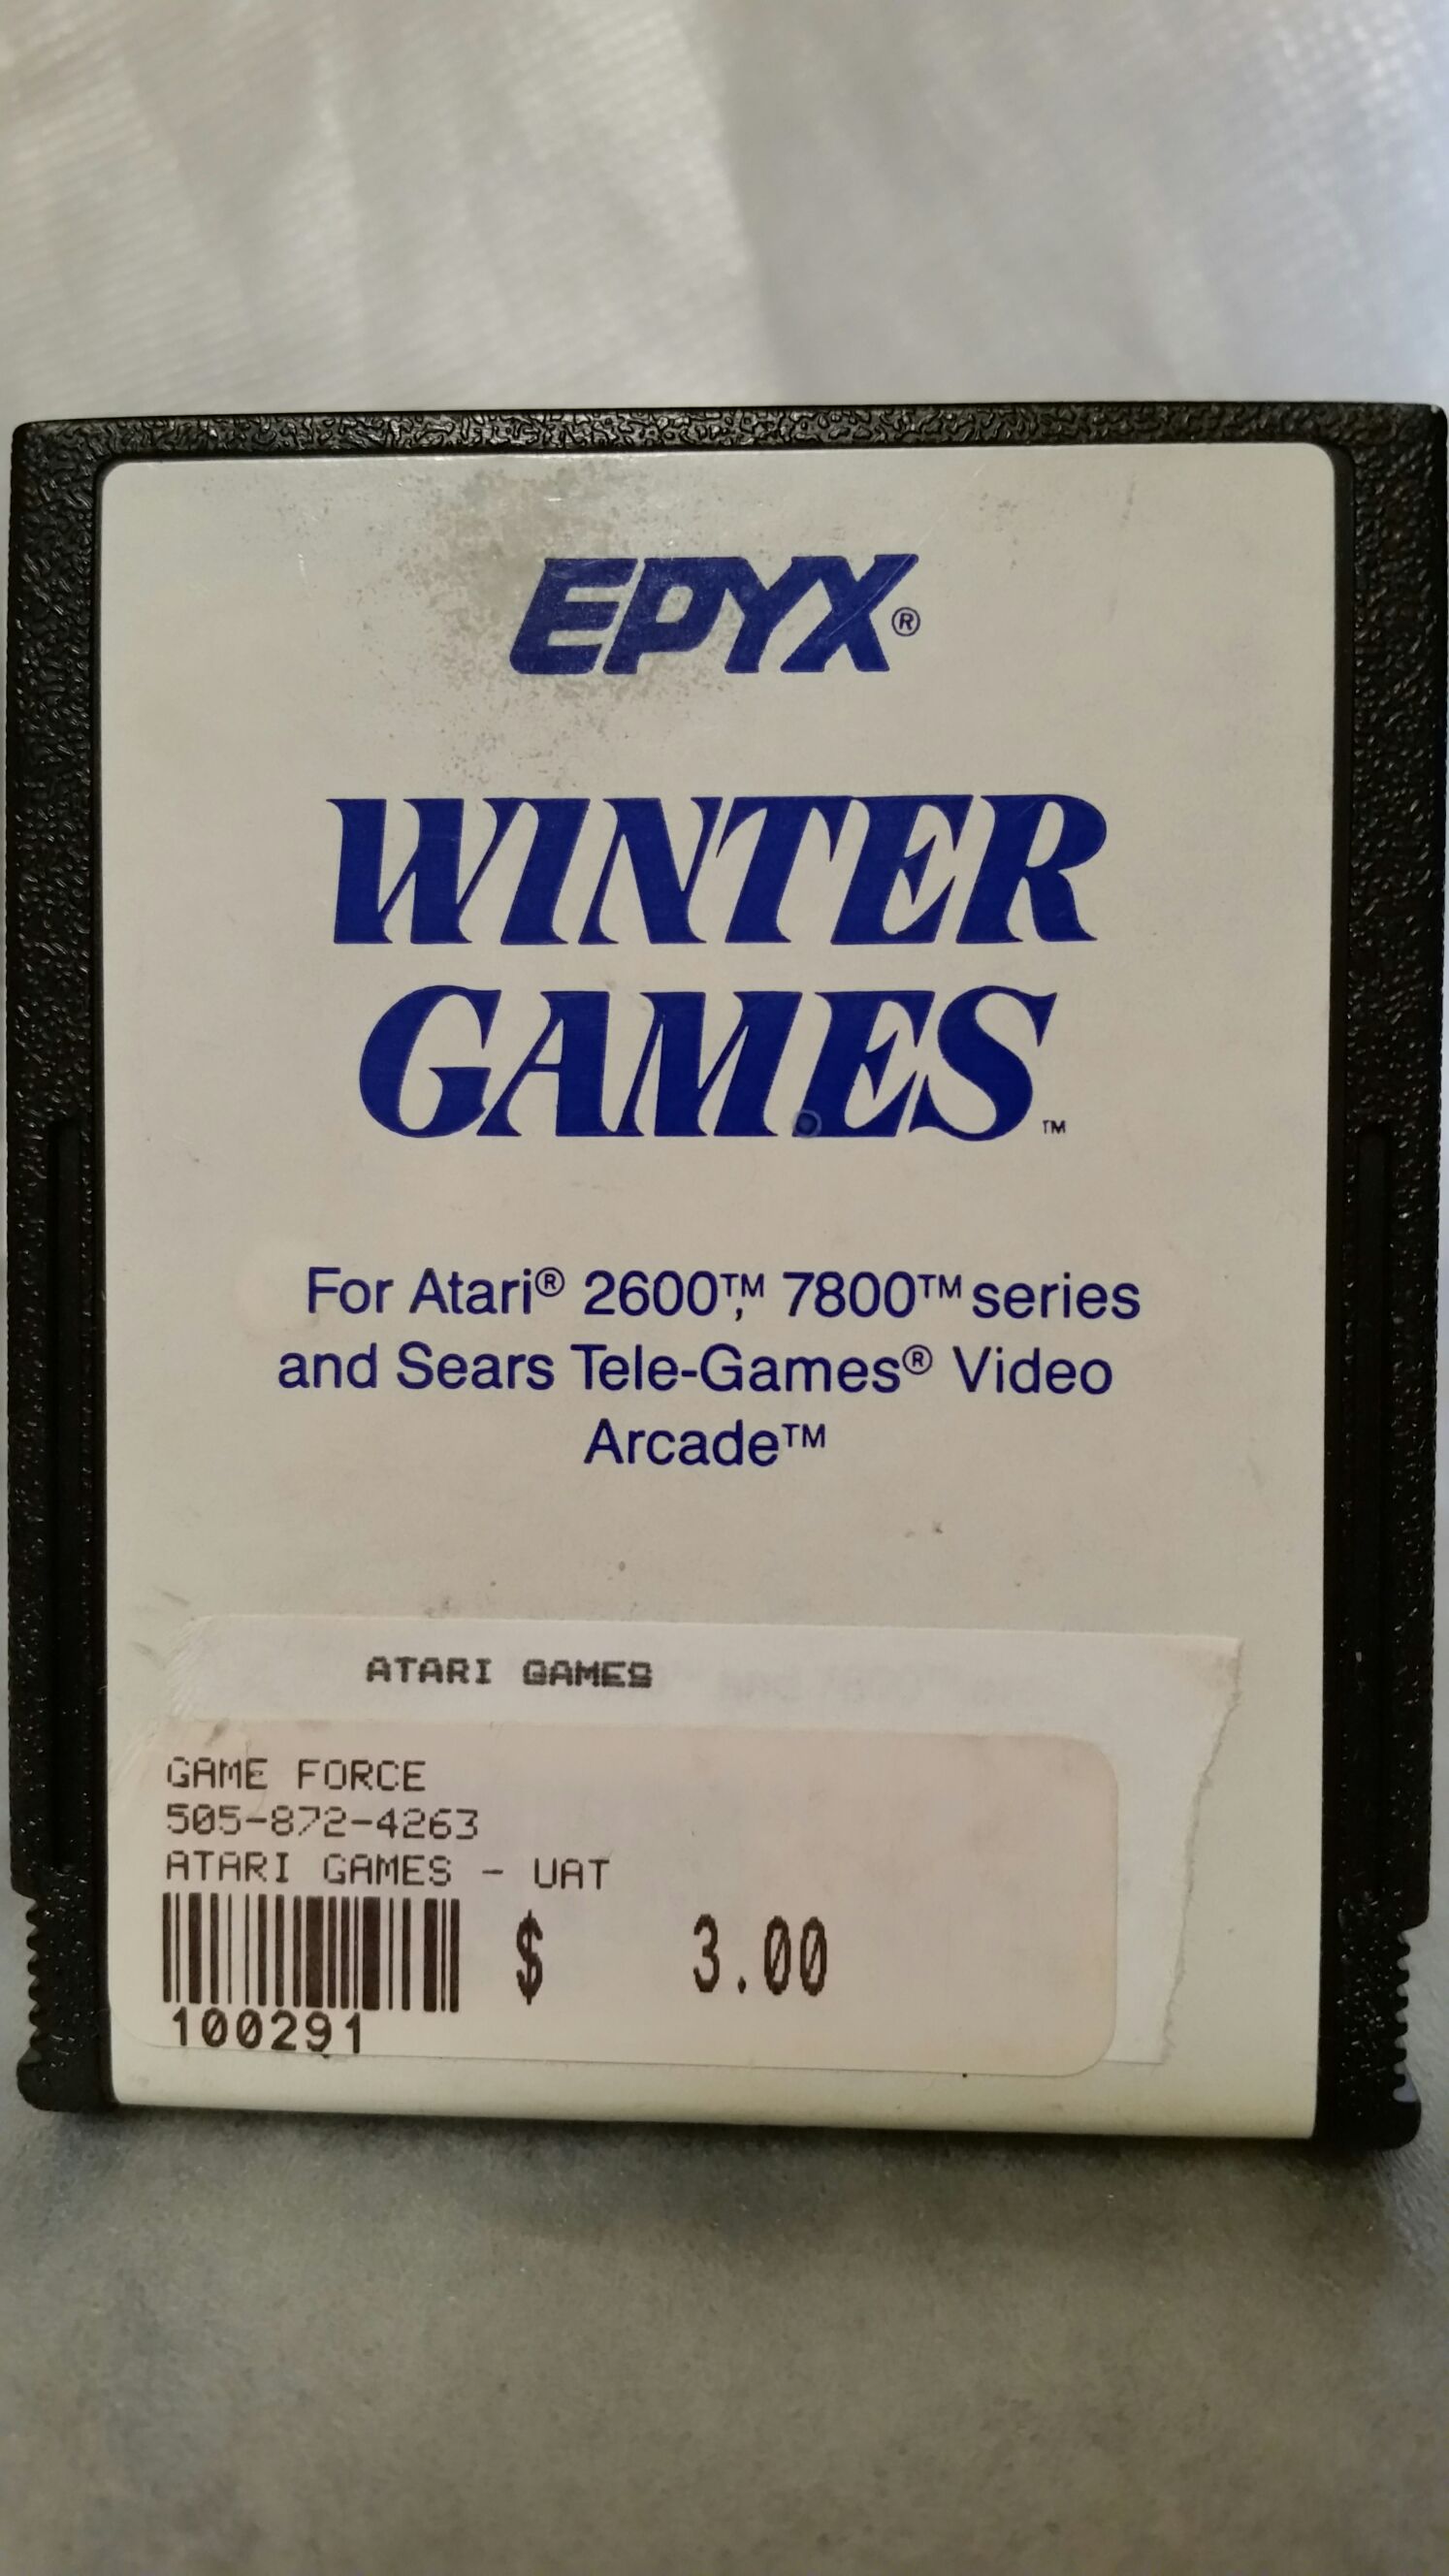 EPYX®
WINTER
GAMES™
For Atari® 2600™, 7800™ series
and Sears Tele-Games® Video
Arcade™
ATARI GAMES
GAME FORCE
505-872-4263
ATARI GAMES - UAT
$ 3.00
100291